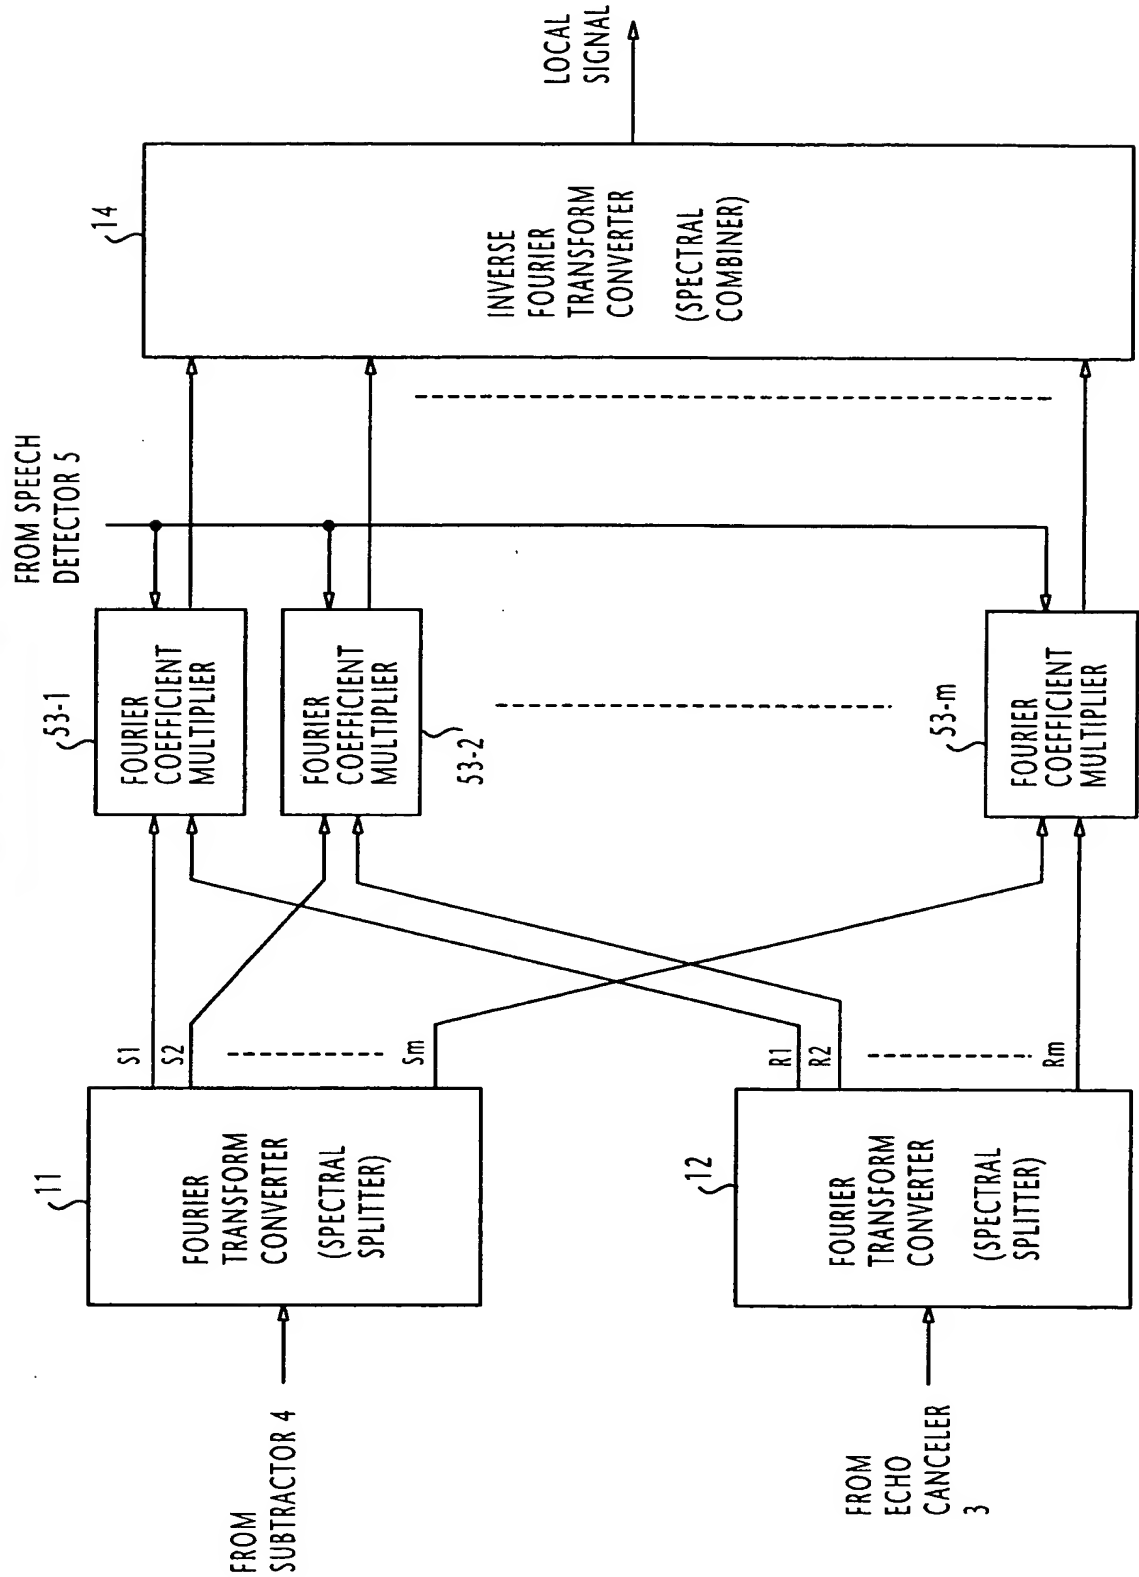 FROM
SUBTRACTOR 4
11
FOURIER
TRANSFORM
CONVERTER
(SPECTRAL
SPLITTER)
S1
S2
Sm
FROM
ECHO
CANCELER
3
12
FOURIER
TRANSFORM
CONVERTER
(SPECTRAL
SPLITTER)
R1
R2
Rm
FROM SPEECH
DETECTOR 5
53-1
FOURIER
COEFFICIENT
MULTIPLIER
FOURIER
COEFFICIENT
MULTIPLIER
53-2
53-m
FOURIER
COEFFICIENT
MULTIPLIER
14
INVERSE
FOURIER
TRANSFORM
CONVERTER
(SPECTRAL
COMBINER)
LOCAL
SIGNAL